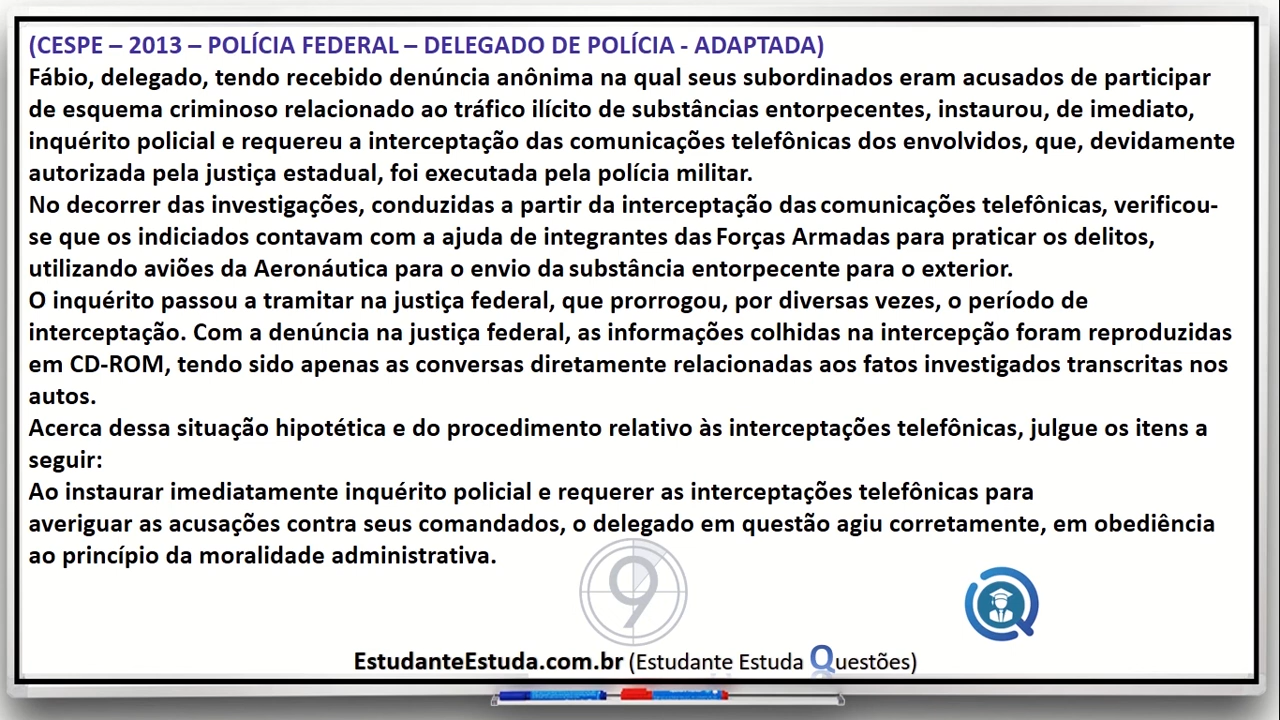 (CESPE – 2013 – POLÍCIA FEDERAL – DELEGADO DE POLÍCIA - ADAPTADA)
Fábio, delegado, tendo recebido denúncia anônima na qual seus subordinados eram acusados de participar
de esquema criminoso relacionado ao tráfico ilícito de substâncias entorpecentes, instaurou, de imediato,
inquérito policial e requereu a interceptação das comunicações telefônicas dos envolvidos, que, devidamente
autorizada pela justiça estadual, foi executada pela polícia militar.
No decorrer das investigações, conduzidas a partir da interceptação das comunicações telefônicas, verificou-
se que os indiciados contavam com a ajuda de integrantes das Forças Armadas para praticar os delitos,
utilizando aviões da Aeronáutica para o envio da substância entorpecente para o exterior.
O inquérito passou a tramitar na justiça federal, que prorrogou, por diversas vezes, o período de
interceptação. Com a denúncia na justiça federal, as informações colhidas na intercepção foram reproduzidas
em CD-ROM, tendo sido apenas as conversas diretamente relacionadas aos fatos investigados transcritas nos
autos.
Acerca dessa situação hipotética e do procedimento relativo às interceptações telefônicas, julgue os itens a
seguir:
Ao instaurar imediatamente inquérito policial e requerer as interceptações telefônicas para
averiguar as acusações contra seus comandados, o delegado em questão agiu corretamente, em obediência
ao princípio da moralidade administrativa.
9
EstudanteEstuda.com.br (Estudante Estuda Questões)